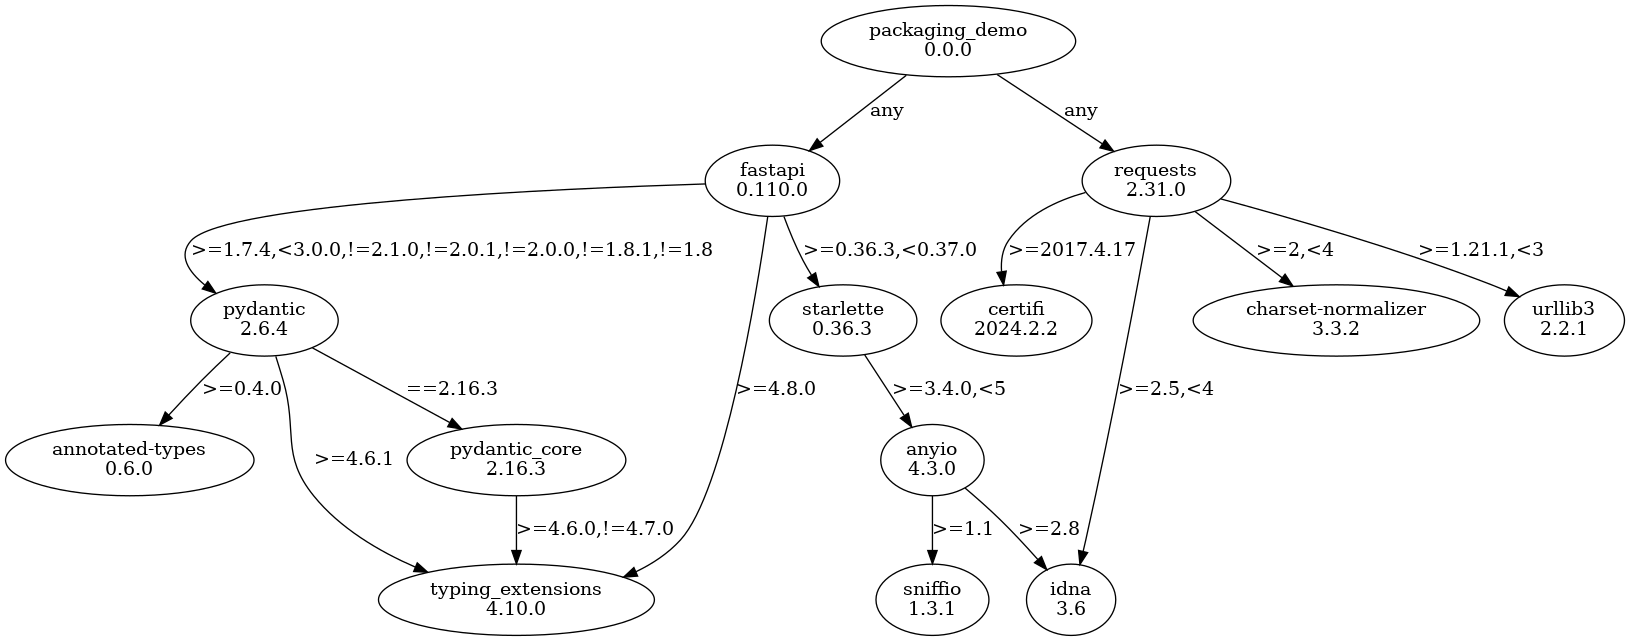 packaging_demo
0.0.0
any
any
fastapi
0.110.0
requests
2.31.0
>=1.7.4,<3.0.0,!=2.1.0,!=2.0.1,!=2.0.0,!=1.8.1,!=1.8
>=0.36.3,<0.37.0
>=2017.4.17
>=2,<4
>=1.21.1,<3
pydantic
2.6.4
starlette
0.36.3
certifi
2024.2.2
charset-normalizer
3.3.2
urllib3
2.2.1
>=0.4.0
==2.16.3
>=4.8.0
>=3.4.0,<5
>=2.5,<4
annotated-types
0.6.0
>=4.6.1
pydantic_core
2.16.3
anyio
4.3.0
>=4.6.0,!=4.7.0
>=1.1
>=2.8
typing_extensions
4.10.0
sniffio
1.3.1
idna
3.6